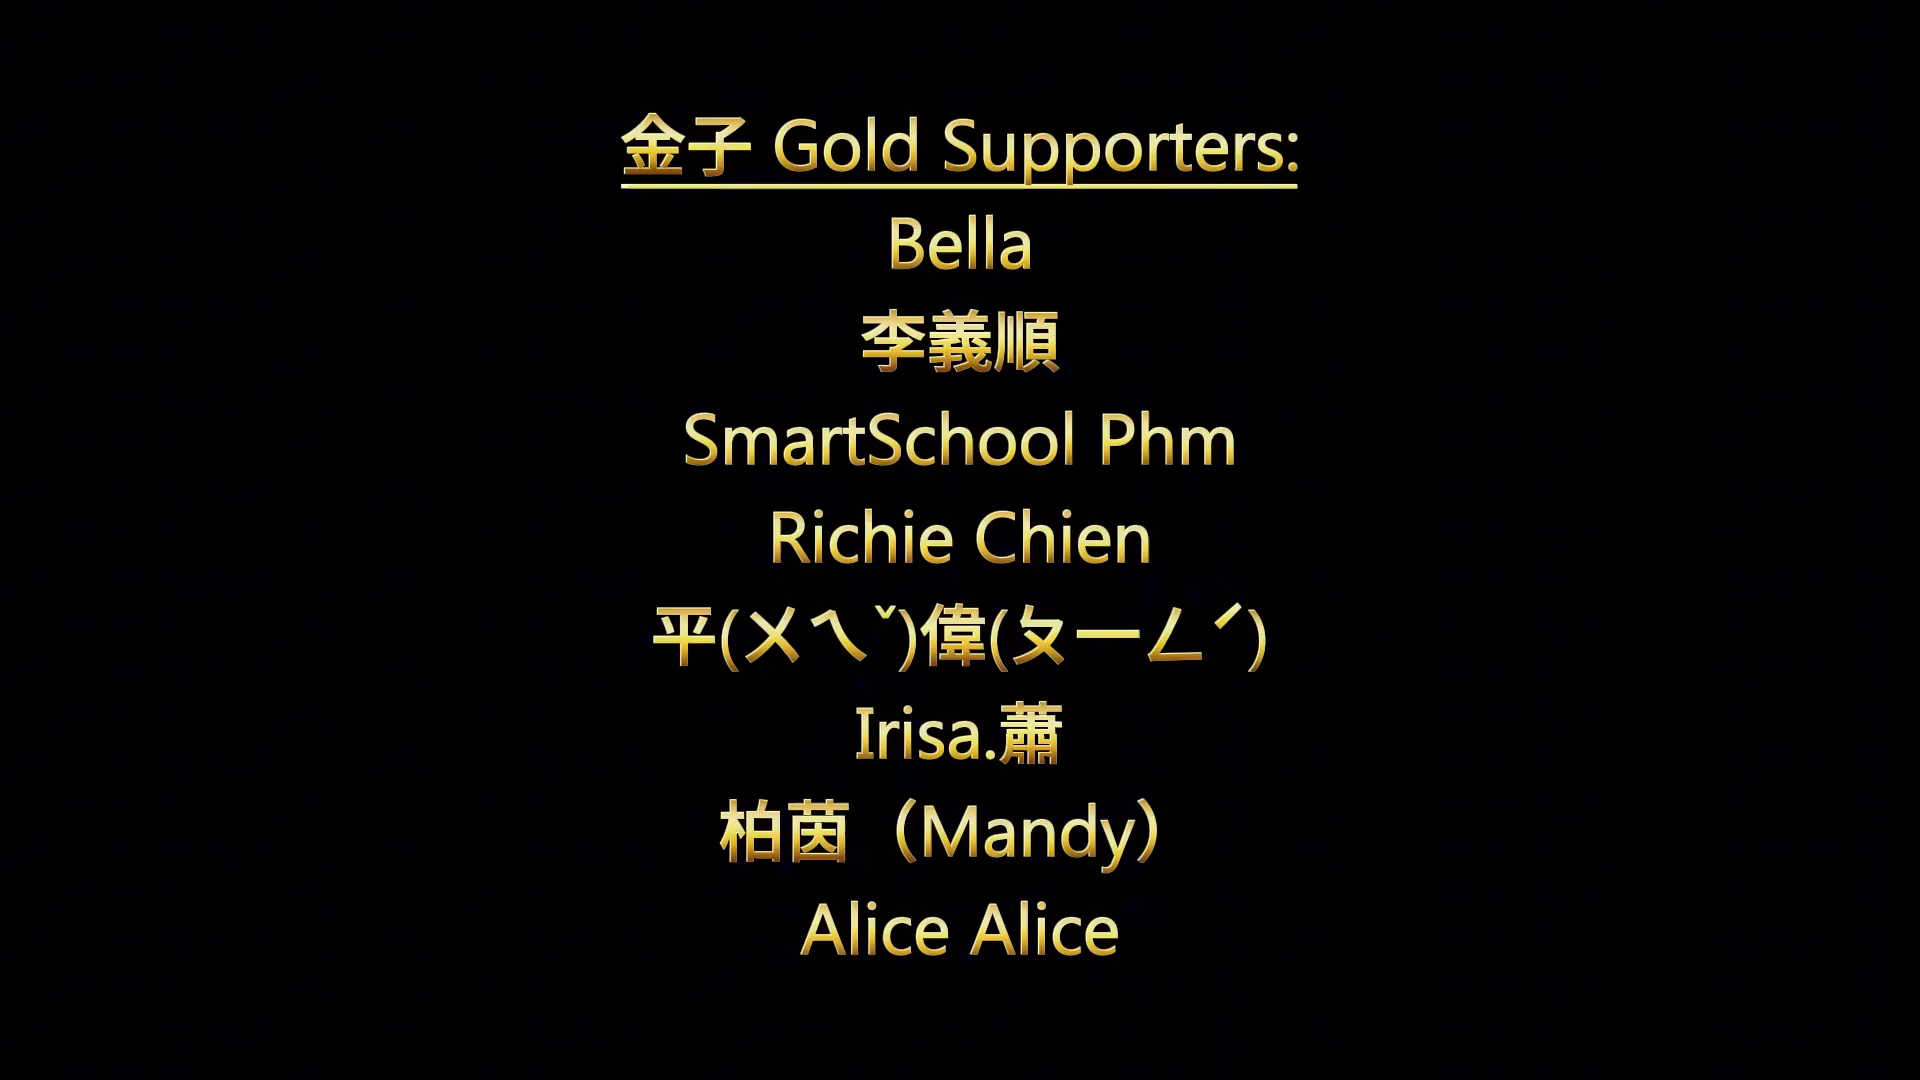 金子 Gold Supporters:
Bella
李義順
SmartSchool Phm
Richie Chien
平(ㄨㄟˇ)偉(ㄆㄧㄥˊ)
Irisa.蕭
柏茵（Mandy）
Alice Alice